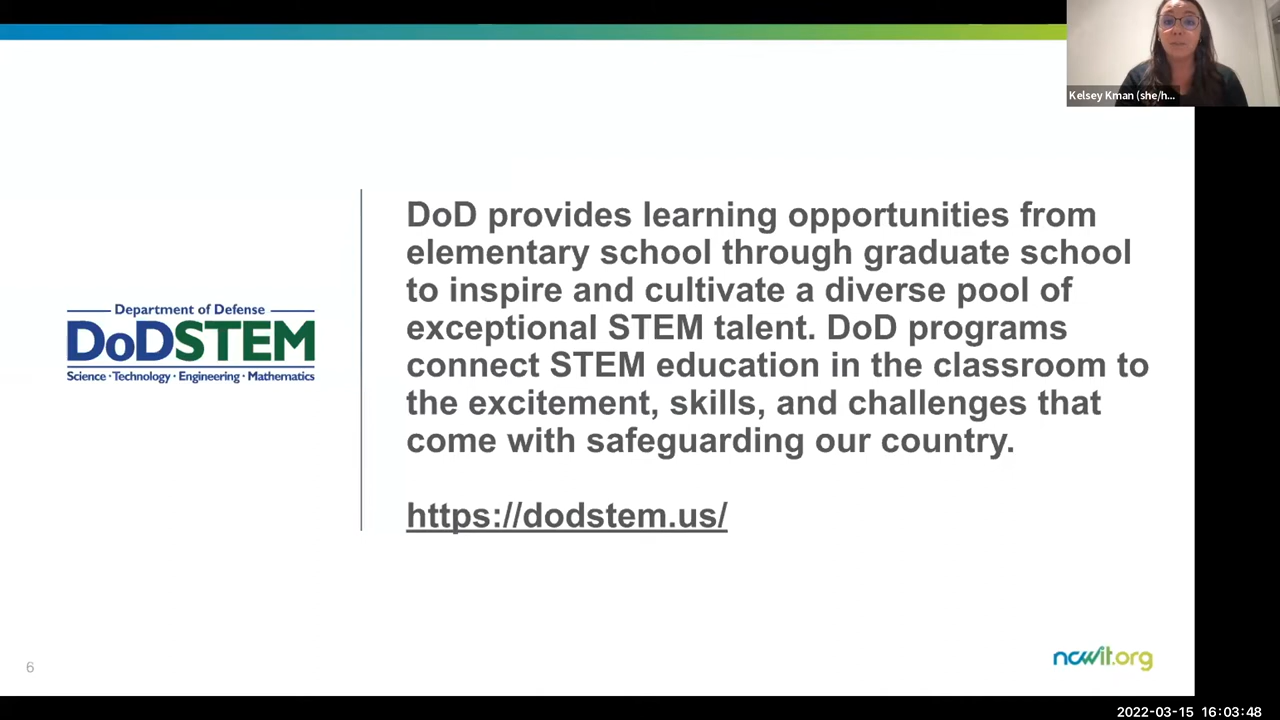 Kelsey Kman (she/h...
Department of Defense
DoDSTEM
Science · Technology · Engineering · Mathematics
DoD provides learning opportunities from
elementary school through graduate school
to inspire and cultivate a diverse pool of
exceptional STEM talent. DoD programs
connect STEM education in the classroom to
the excitement, skills, and challenges that
come with safeguarding our country.
https://dodstem.us/
6
ncwit.org
2022-03-15 16:03:48